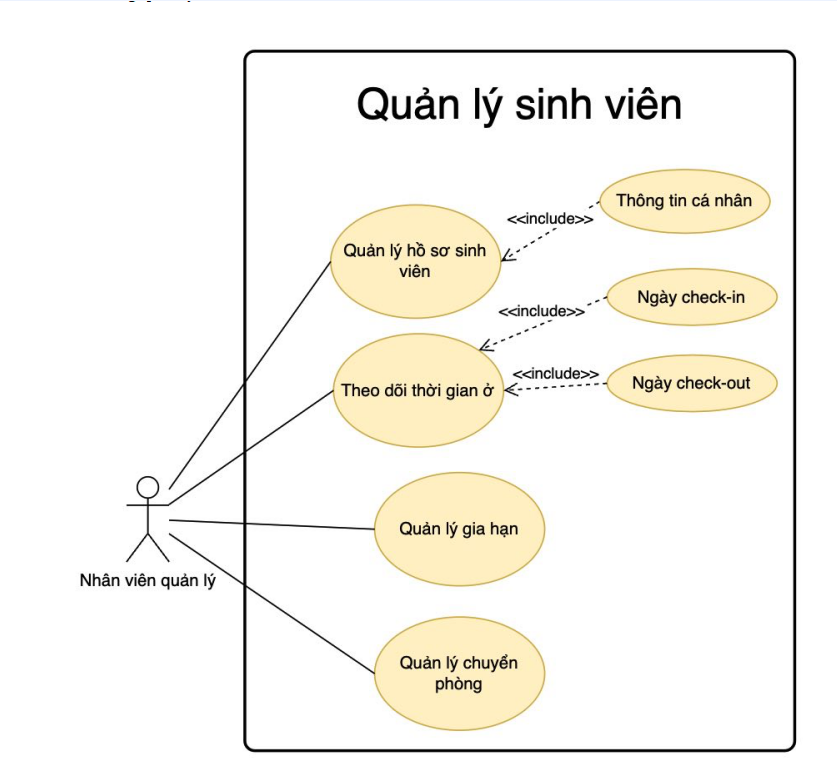 Quản lý sinh viên
Thông tin cá nhân
<<include>>
Quản lý hồ sơ sinh
viên
Ngày check-in
<<include>>
<<include>>
Ngày check-out
Theo dõi thời gian ở
Quản lý gia hạn
Nhân viên quản lý
Quản lý chuyển
phòng